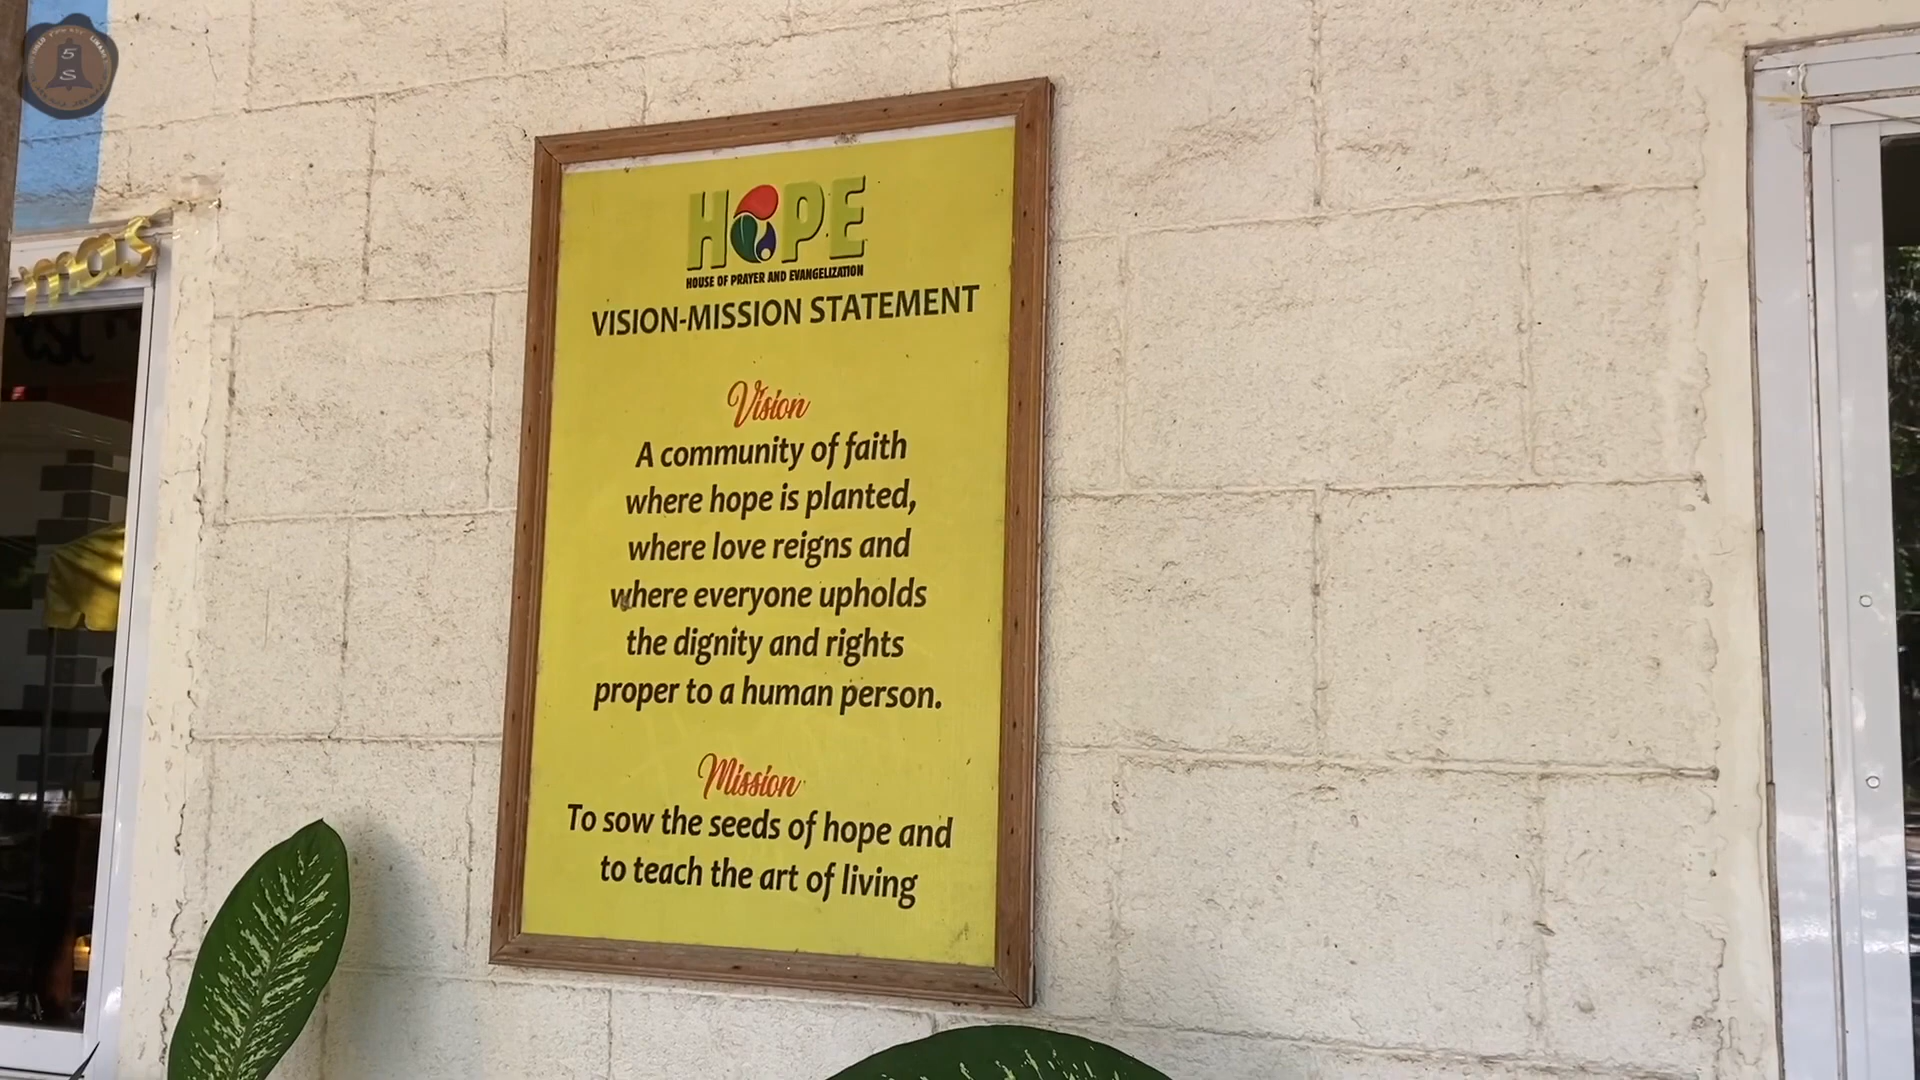 5
S
mas
HOPE
HOUSE OF PRAYER AND EVANGELIZATION
VISION-MISSION STATEMENT
Vision
A community of faith
where hope is planted,
where love reigns and
where everyone upholds
the dignity and rights
proper to a human person.
Mission
To sow the seeds of hope and
to teach the art of living